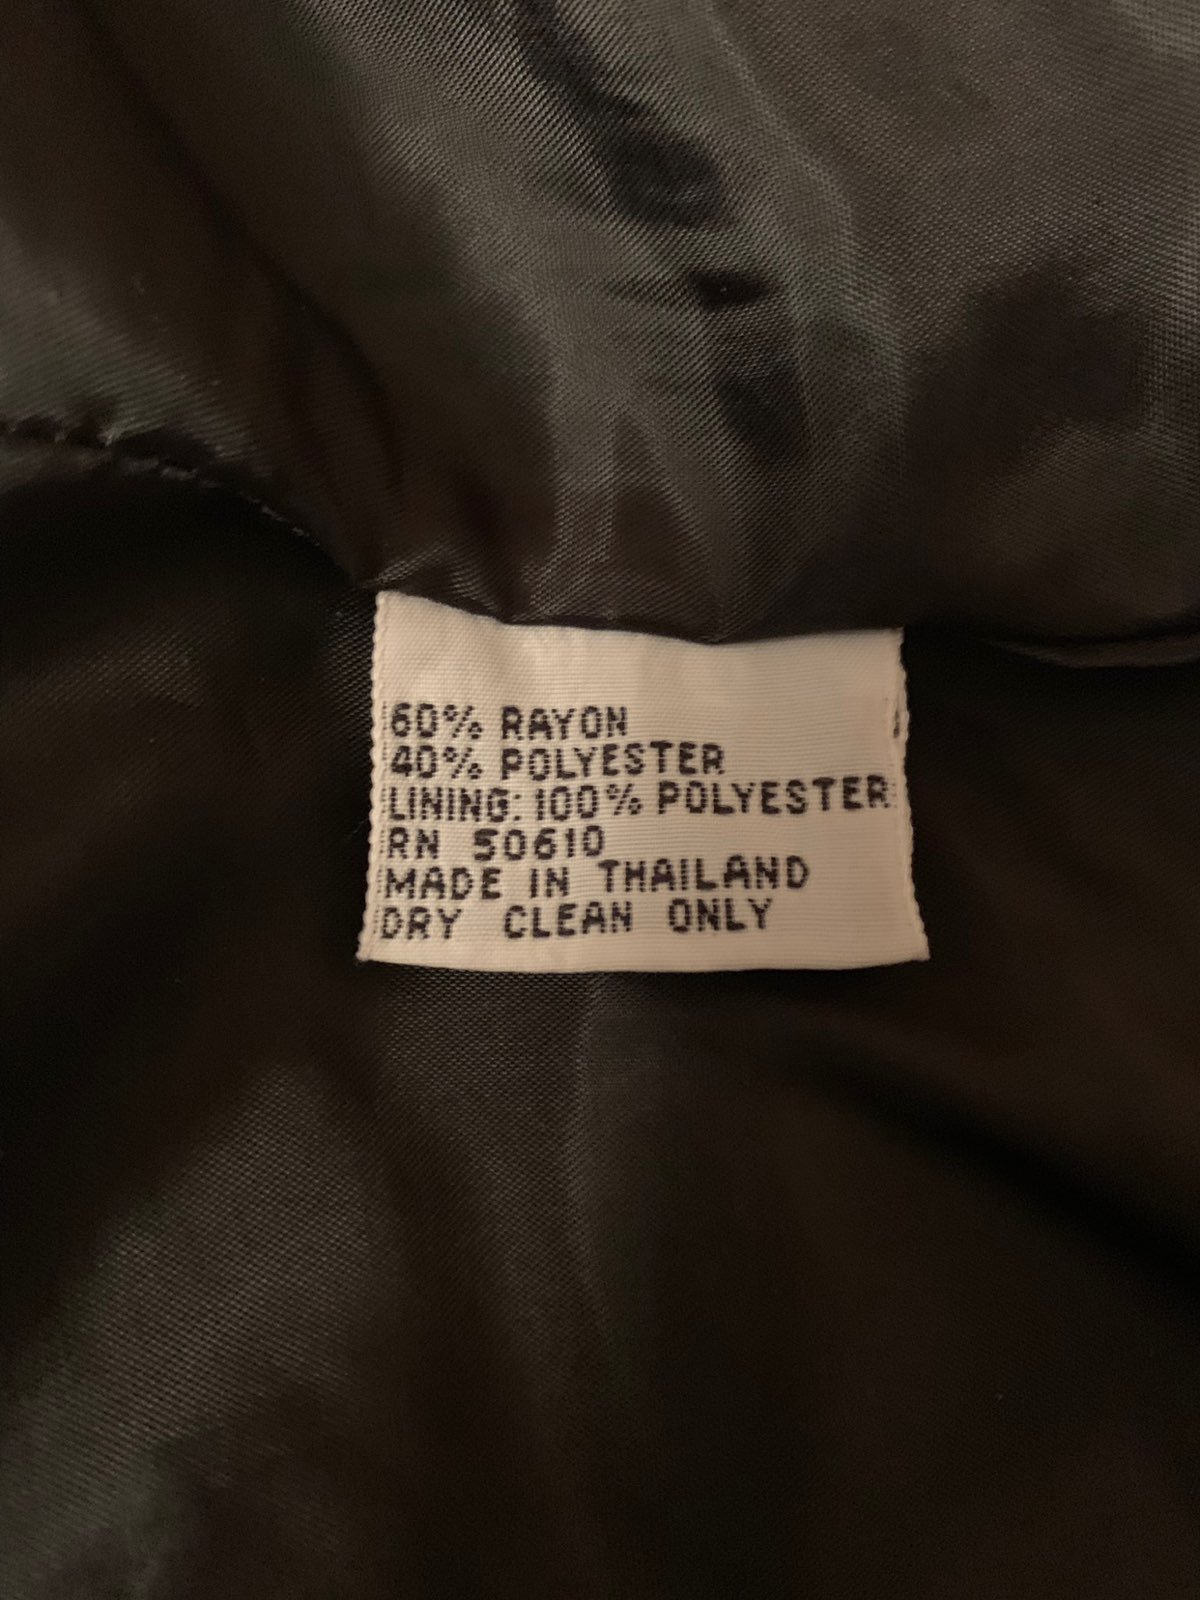 60% RAYON
40% POLYESTER
LINING: 100% POLYESTER
RN 50610
MADE IN THAILAND
DRY CLEAN ONLY